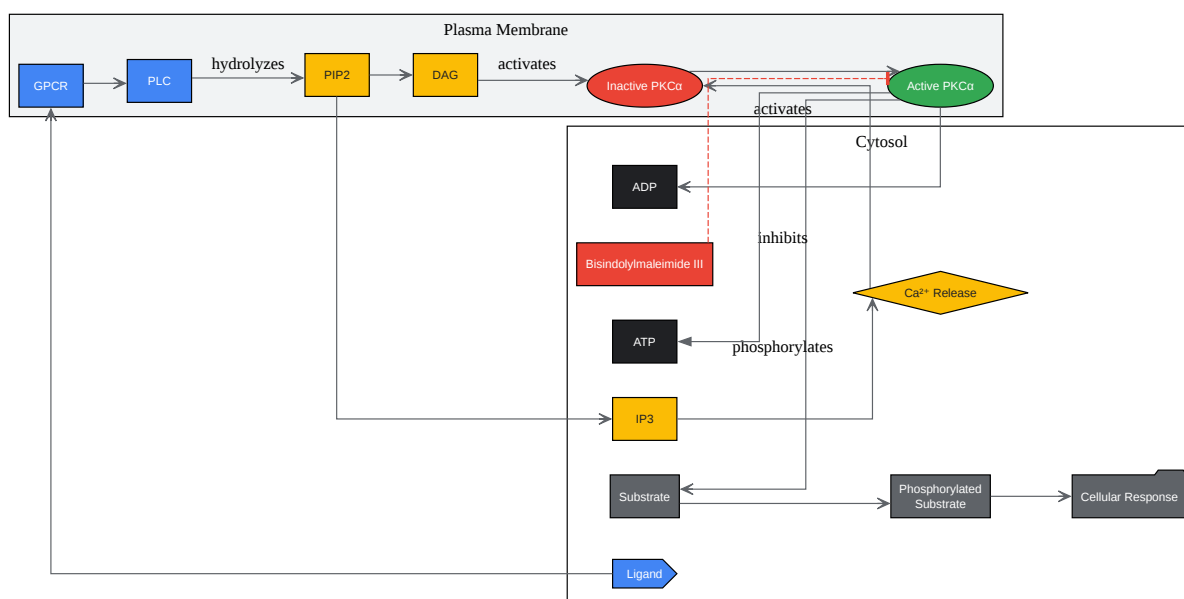 Plasma Membrane
GPCR
PLC
hydrolyzes
PIP2
DAG
activates
Inactive PKCα
Active PKCα
activates
Cytosol
ADP
inhibits
Bisindolylmaleimide III
Ca²⁺ Release
ATP
phosphorylates
IP3
Substrate
Phosphorylated
Substrate
Cellular Response
Ligand